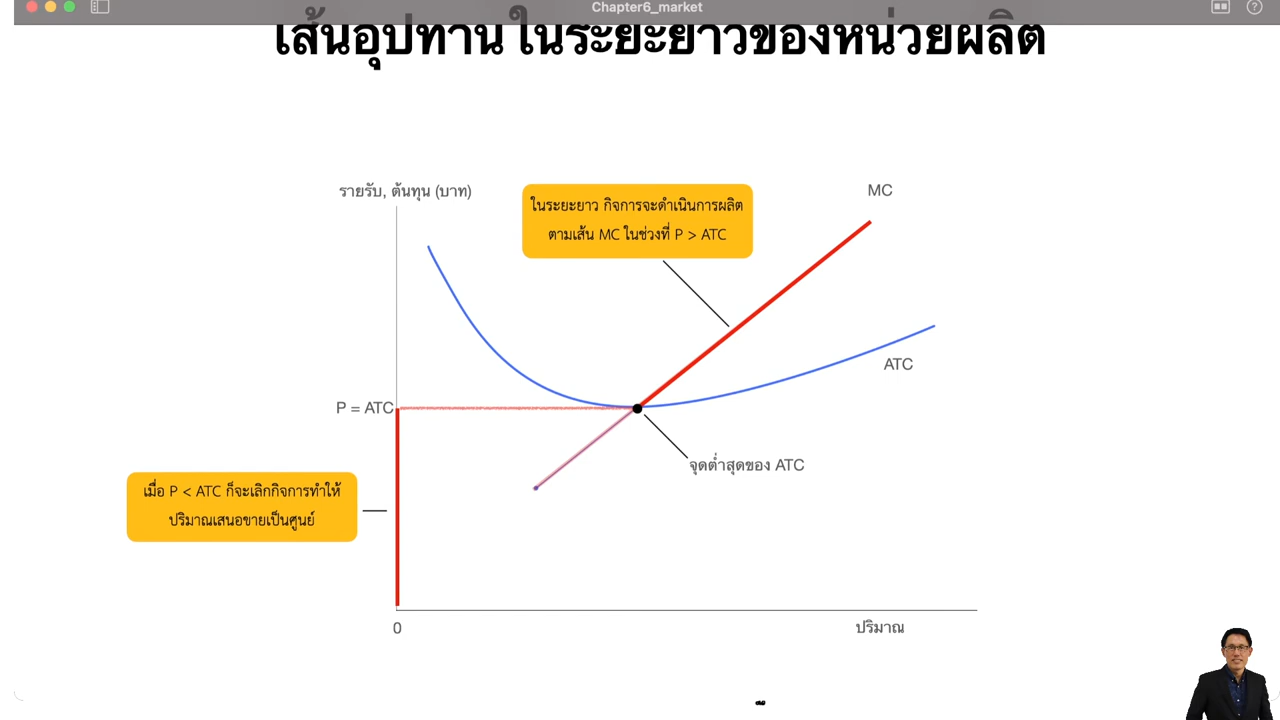 Chapter6_market
เส้นอุปทานในระยะยาวของหน่วยผลิต
รายรับ, ต้นทุน (บาท)
ในระยะยาว กิจการจะดำเนินการผลิต
ตามเส้น MC ในช่วงที่ P > ATC
MC
ATC
P = ATC
จุดต่ำสุดของ ATC
เมื่อ P < ATC ก็จะเลิกกิจการทำให้
ปริมาณเสนอขายเป็นศูนย์
0
ปริมาณ